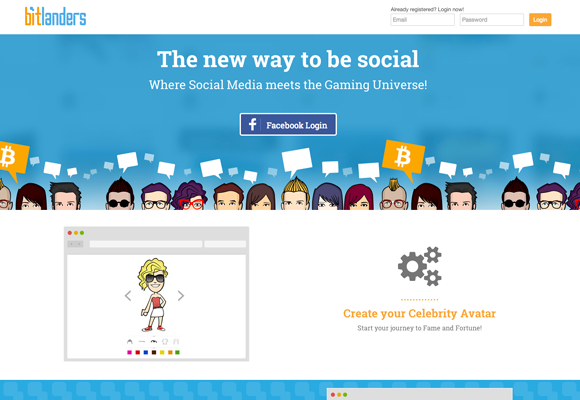 bitlanders
Already registered? Login now!
Email
Password
Login
The new way to be social
Where Social Media meets the Gaming Universe!
f Facebook Login
Create your Celebrity Avatar
Start your journey to Fame and Fortune!